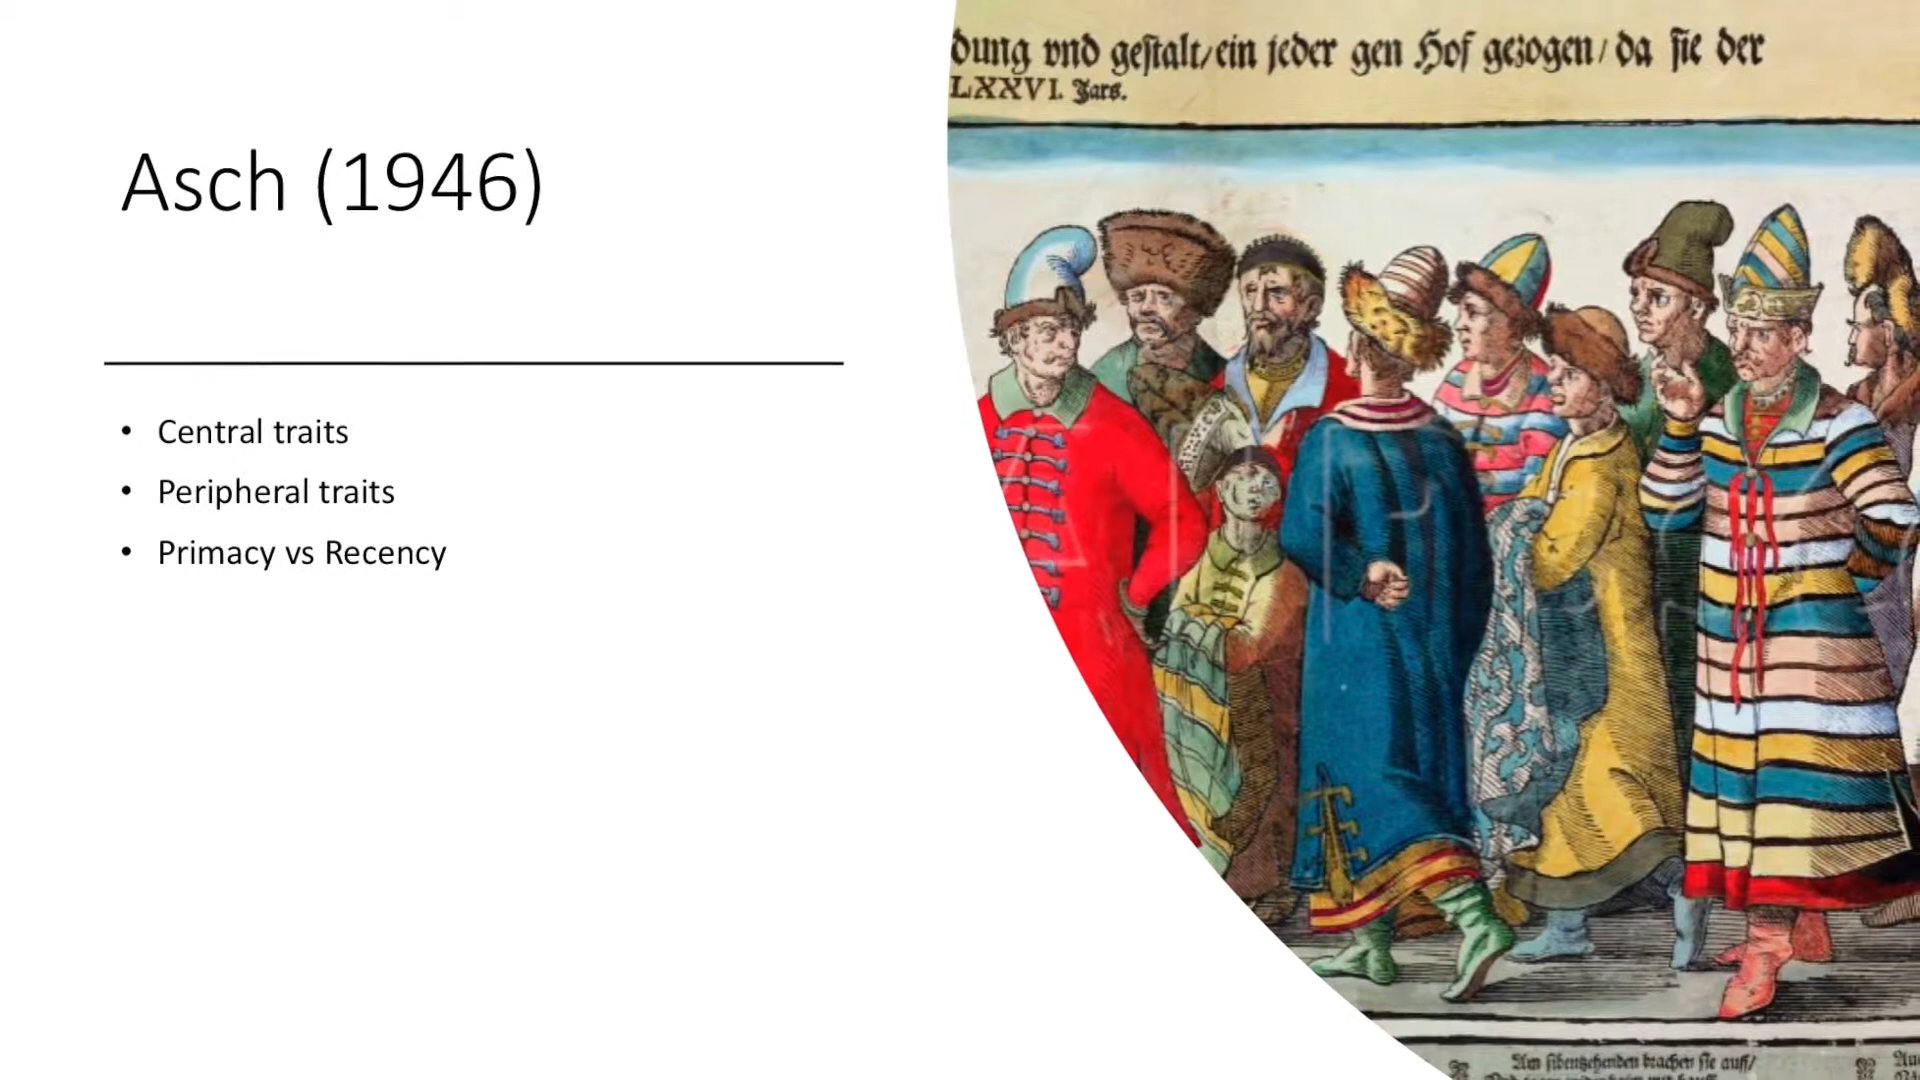 Asch (1946)
• Central traits
• Peripheral traits
• Primacy vs Recency
dung vnd gestalt/ein jeder gen Hof gezogen/da sie der
LXXVI. Jars.
Am sibentzehenden brachen sie auff/